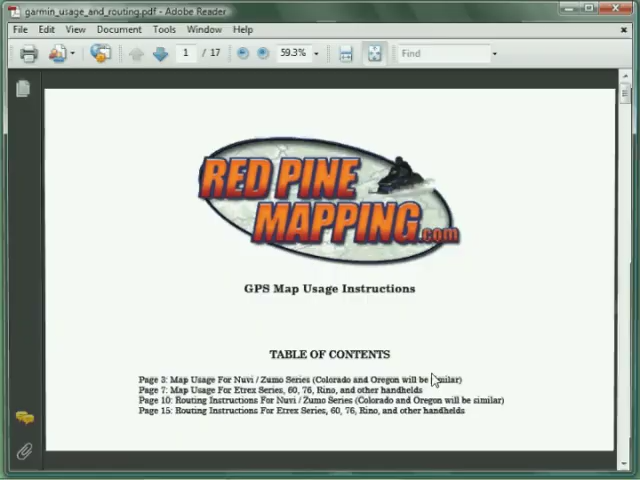 garmin_usage_and_routing.pdf - Adobe Reader
File Edit View Document Tools Window Help
1 / 17 59.3% Find
RED PINE
MAPPING.com
GPS Map Usage Instructions
TABLE OF CONTENTS
Page 3: Map Usage For Nuvi / Zumo Series (Colorado and Oregon will be similar)
Page 7: Map Usage For Etrex Series, 60, 76, Rino, and other handhelds
Page 10: Routing Instructions For Nuvi / Zumo Series (Colorado and Oregon will be similar)
Page 15: Routing Instructions For Etrex Series, 60, 76, Rino, and other handhelds